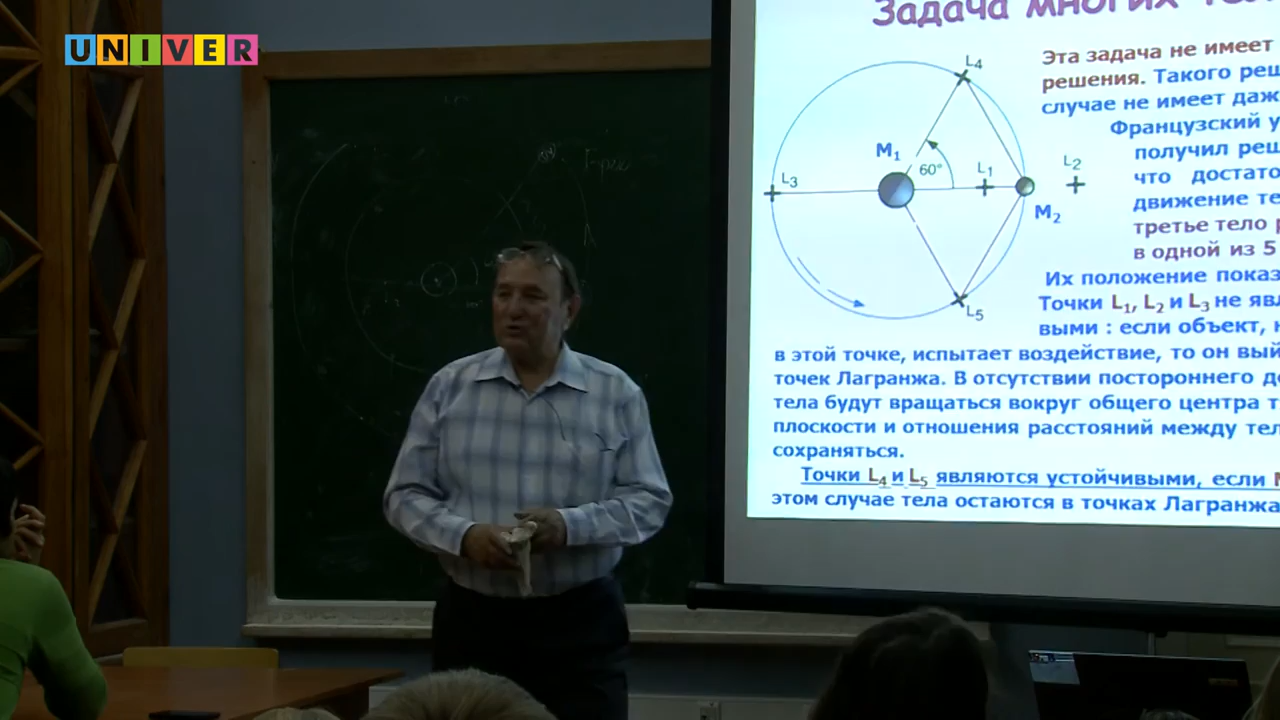 UNIVER
Задача многих тел
Эта задача не имеет
решения. Такого реш
случае не имеет даж
Французский у
получил реш
что достато
движение те
третье тело р
в одной из 5
Их положение показ
Точки L1, L2 и L3 не явл
выми : если объект, н
в этой точке, испытает воздействие, то он вый
точек Лагранжа. В отсутствии постороннего де
тела будут вращаться вокруг общего центра т
плоскости и отношения расстояний между тел
сохраняться.
Точки L4 и L5 являются устойчивыми, если M
этом случае тела остаются в точках Лагранжа
L4
M1
60°
L3
L1
L2
M2
L5